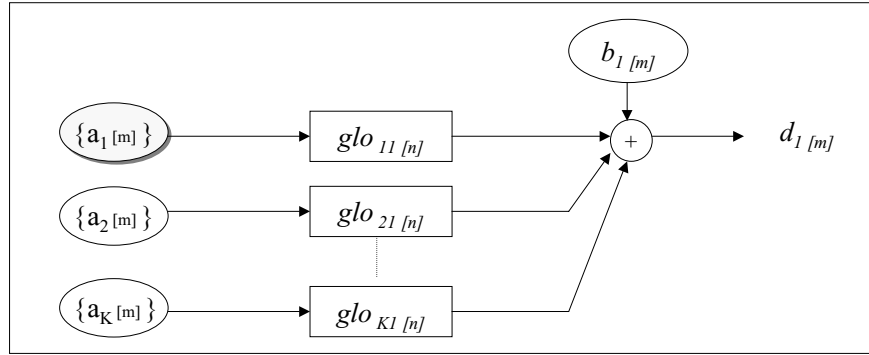 b1 [m]
{a1 [m] }
glo 11 [n]
+
d1 [m]
{a2 [m] }
glo 21 [n]
{aK [m] }
glo K1 [n]